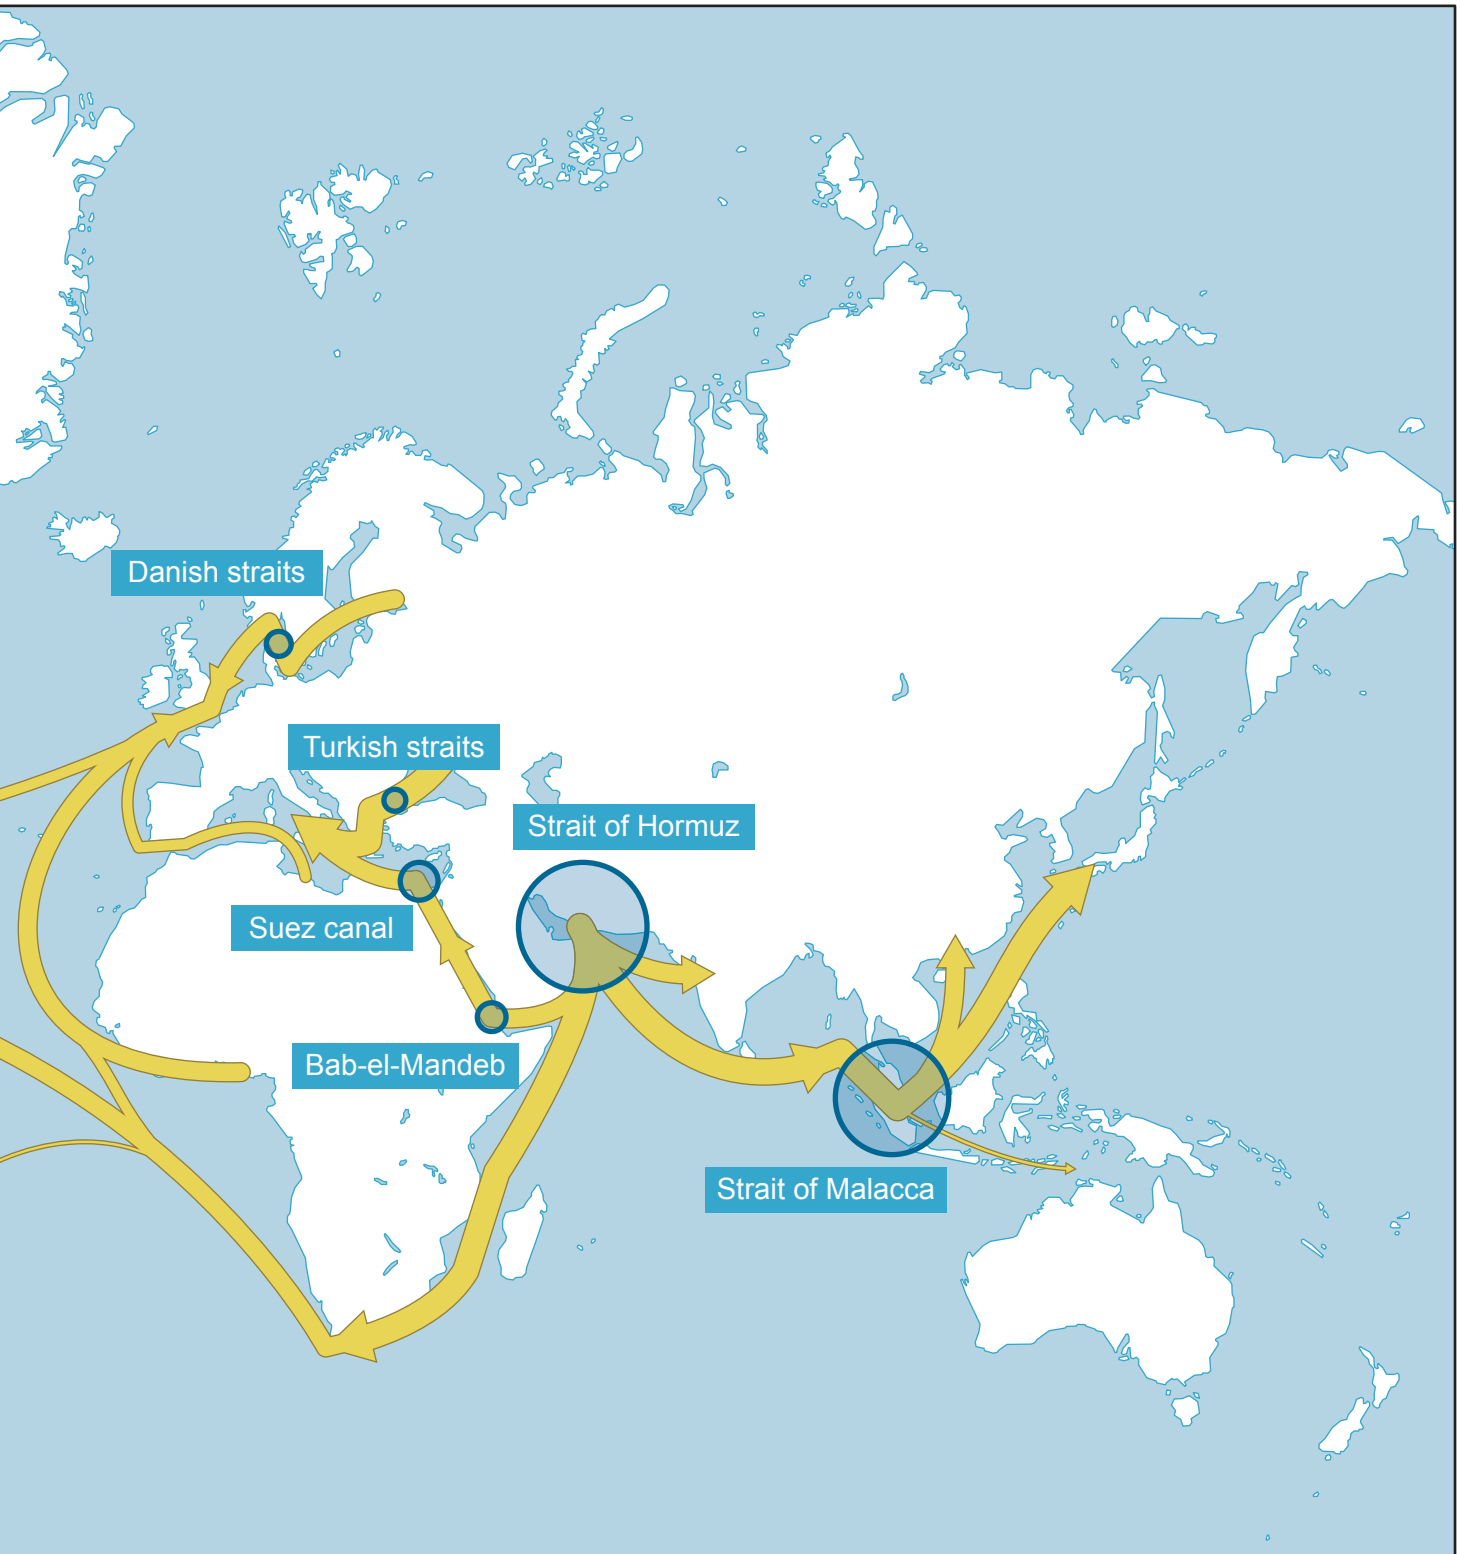 Danish straits
Turkish straits
Strait of Hormuz
Suez canal
Bab-el-Mandeb
Strait of Malacca